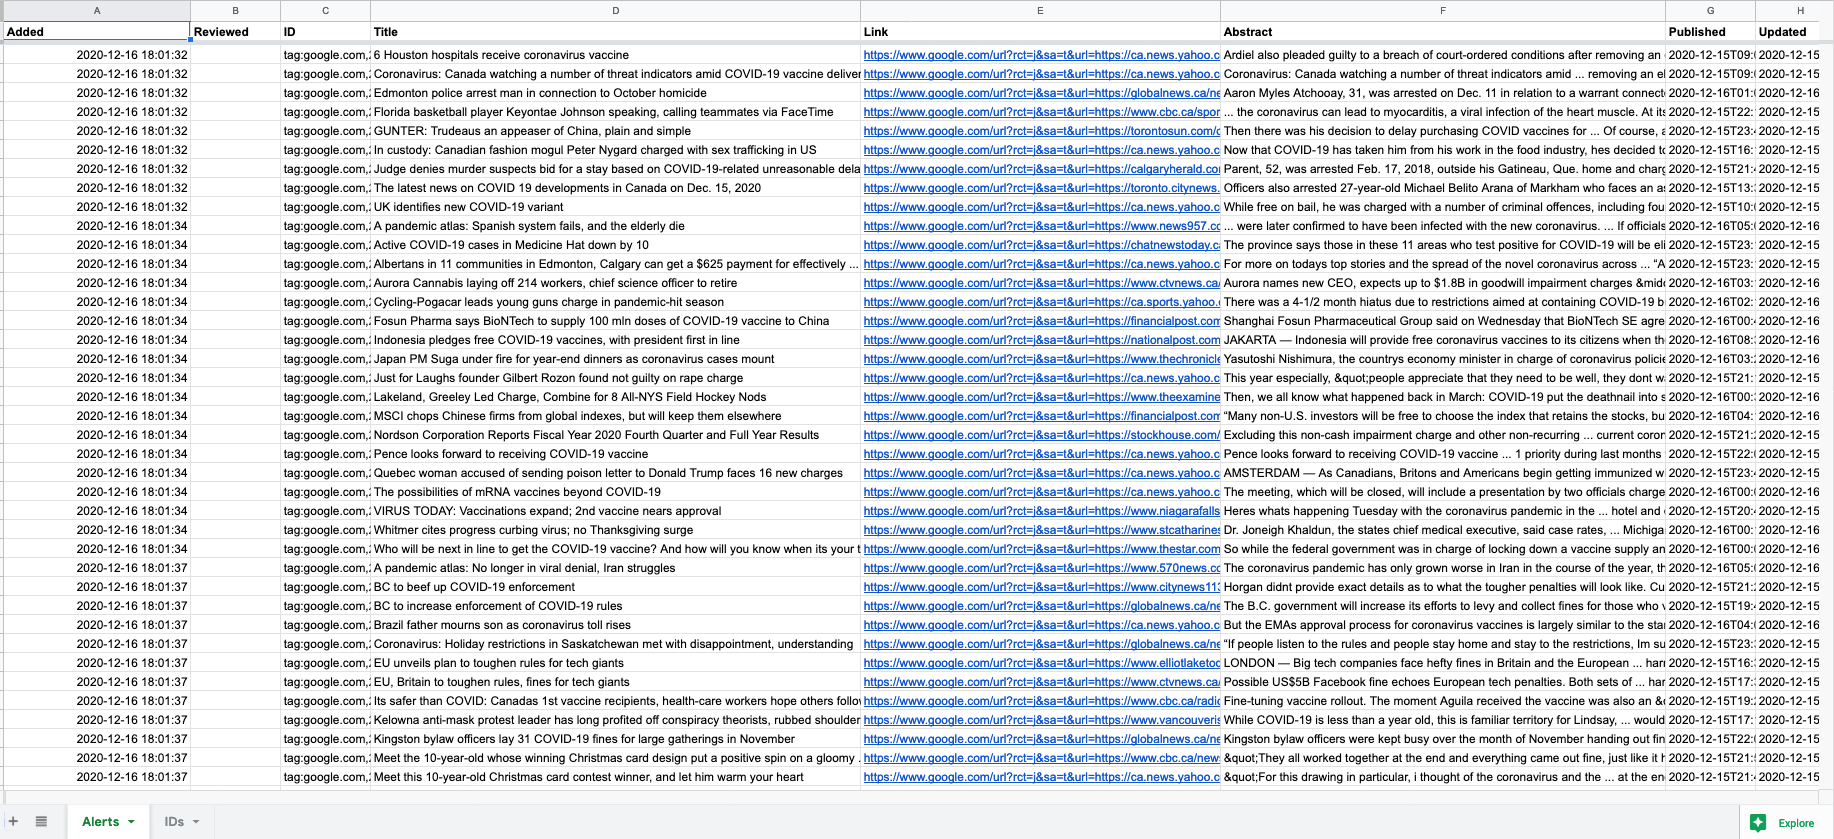 A B C D E F G H
Added Reviewed ID Title Link Abstract Published Updated
2020-12-16 18:01:32 tag:google.com, 6 Houston hospitals receive coronavirus vaccine https://www.google.com/url?rct=j&sa=t&url=https://ca.news.yahoo.c Ardiel also pleaded guilty to a breach of court-ordered conditions after removing an 2020-12-15T09: 2020-12-15
2020-12-16 18:01:32 tag:google.com, Coronavirus: Canada watching a number of threat indicators amid COVID-19 vaccine deliver https://www.google.com/url?rct=j&sa=t&url=https://ca.news.yahoo.c Coronavirus: Canada watching a number of threat indicators amid ... removing an el 2020-12-15T09: 2020-12-15
2020-12-16 18:01:32 tag:google.com, Edmonton police arrest man in connection to October homicide https://www.google.com/url?rct=j&sa=t&url=https://globalnews.ca/ne Aaron Myles Atchooay, 31, was arrested on Dec. 11 in relation to a warrant connect 2020-12-16T01: 2020-12-16
2020-12-16 18:01:32 tag:google.com, Florida basketball player Keyontae Johnson speaking, calling teammates via FaceTime https://www.google.com/url?rct=j&sa=t&url=https://www.cbc.ca/spor ... the coronavirus can lead to myocarditis, a viral infection of the heart muscle. At its 2020-12-15T22: 2020-12-15
2020-12-16 18:01:32 tag:google.com, GUNTER: Trudeaus an appeaser of China, plain and simple https://www.google.com/url?rct=j&sa=t&url=https://torontosun.com/c Then there was his decision to delay purchasing COVID vaccines for ... Of course, a 2020-12-15T23: 2020-12-15
2020-12-16 18:01:32 tag:google.com, In custody: Canadian fashion mogul Peter Nygard charged with sex trafficking in US https://www.google.com/url?rct=j&sa=t&url=https://ca.news.yahoo.c Now that COVID-19 has taken him from his work in the food industry, hes decided to 2020-12-15T16: 2020-12-15
2020-12-16 18:01:32 tag:google.com, Judge denies murder suspects bid for a stay based on COVID-related unreasonable dela https://www.google.com/url?rct=j&sa=t&url=https://calgaryherald.co Parent, 52, was arrested Feb. 17, 2018, outside his Gatineau, Que. home and charg 2020-12-15T21: 2020-12-15
2020-12-16 18:01:32 tag:google.com, The latest news on COVID 19 developments in Canada on Dec. 15, 2020 https://www.google.com/url?rct=j&sa=t&url=https://toronto.citynews. Officers also arrested 27-year-old Michael Belito Arana of Markham who faces an as 2020-12-15T13: 2020-12-15
2020-12-16 18:01:32 tag:google.com, UK identifies new COVID-19 variant https://www.google.com/url?rct=j&sa=t&url=https://ca.news.yahoo.c While free on bail, he was charged with a number of criminal offences, including fou 2020-12-15T10: 2020-12-15
2020-12-16 18:01:34 tag:google.com, A pandemic atlas: Spanish system fails, and the elderly die https://www.google.com/url?rct=j&sa=t&url=https://www.news957.co ... were later confirmed to have been infected with the new coronavirus. ... If officials 2020-12-16T05: 2020-12-16
2020-12-16 18:01:34 tag:google.com, Active COVID-19 cases in Medicine Hat down by 10 https://www.google.com/url?rct=j&sa=t&url=https://chatnewstoday.c The province says those in these 11 areas who test positive for COVID-19 will be eli 2020-12-15T23: 2020-12-15
2020-12-16 18:01:34 tag:google.com, Albertans in 11 communities in Edmonton, Calgary can get a $625 payment for effectively ... https://www.google.com/url?rct=j&sa=t&url=https://ca.news.yahoo.c For more on todays top stories and the spread of the novel coronavirus across ... “A 2020-12-15T23: 2020-12-15
2020-12-16 18:01:34 tag:google.com, Aurora Cannabis laying off 214 workers, chief science officer to retire https://www.google.com/url?rct=j&sa=t&url=https://www.ctvnews.ca/ Aurora names new CEO, expects up to $1.8B in goodwill impairment charges &mid 2020-12-16T03: 2020-12-16
2020-12-16 18:01:34 tag:google.com, Cycling-Pogacar leads young guns charge in pandemic-hit season https://www.google.com/url?rct=j&sa=t&url=https://ca.sports.yahoo. There was a 4-1/2 month hiatus due to restrictions aimed at containing COVID-19 b 2020-12-16T02: 2020-12-16
2020-12-16 18:01:34 tag:google.com, Fosun Pharma says BioNTech to supply 100 mln doses of COVID-19 vaccine to China https://www.google.com/url?rct=j&sa=t&url=https://financialpost.com Shanghai Fosun Pharmaceutical Group said on Wednesday that BioNTech SE agre 2020-12-16T00: 2020-12-16
2020-12-16 18:01:34 tag:google.com, Indonesia pledges free COVID-19 vaccines, with president first in line https://www.google.com/url?rct=j&sa=t&url=https://nationalpost.com JAKARTA — Indonesia will provide free coronavirus vaccines to its citizens when th 2020-12-16T08: 2020-12-16
2020-12-16 18:01:34 tag:google.com, Japan PM Suga under fire for year-end dinners as coronavirus cases mount https://www.google.com/url?rct=j&sa=t&url=https://www.thechronicle Yasutoshi Nishimura, the countrys economy minister in charge of coronavirus policie 2020-12-16T03: 2020-12-16
2020-12-16 18:01:34 tag:google.com, Just for Laughs founder Gilbert Rozon found not guilty on rape charge https://www.google.com/url?rct=j&sa=t&url=https://ca.news.yahoo.c This year especially, &quot;people appreciate that they need to be well, they dont w 2020-12-15T21: 2020-12-15
2020-12-16 18:01:34 tag:google.com, Lakeland, Greeley Led Charge, Combine for 8 All-NYS Field Hockey Nods https://www.google.com/url?rct=j&sa=t&url=https://www.theexamine Then, we all know what happened back in March: COVID-19 put the deathnail into s 2020-12-16T00: 2020-12-16
2020-12-16 18:01:34 tag:google.com, MSCI chops Chinese firms from global indexes, but will keep them elsewhere https://www.google.com/url?rct=j&sa=t&url=https://financialpost.com “Many non-U.S. investors will be free to choose the index that retains the stocks, bu 2020-12-16T04: 2020-12-16
2020-12-16 18:01:34 tag:google.com, Nordson Corporation Reports Fiscal Year 2020 Fourth Quarter and Full Year Results https://www.google.com/url?rct=j&sa=t&url=https://stockhouse.com/ Excluding this non-cash impairment charge and other non-recurring ... current coron 2020-12-15T21: 2020-12-15
2020-12-16 18:01:34 tag:google.com, Pence looks forward to receiving COVID-19 vaccine https://www.google.com/url?rct=j&sa=t&url=https://ca.news.yahoo.c Pence looks forward to receiving COVID-19 vaccine ... 1 priority during last months 2020-12-15T22: 2020-12-15
2020-12-16 18:01:34 tag:google.com, Quebec woman accused of sending poison letter to Donald Trump faces 16 new charges https://www.google.com/url?rct=j&sa=t&url=https://ca.news.yahoo.c AMSTERDAM — As Canadians, Britons and Americans begin getting immunized w 2020-12-15T23: 2020-12-15
2020-12-16 18:01:34 tag:google.com, The possibilities of mRNA vaccines beyond COVID-19 https://www.google.com/url?rct=j&sa=t&url=https://ca.news.yahoo.c The meeting, which will be closed, will include a presentation by two officials charge 2020-12-16T00: 2020-12-16
2020-12-16 18:01:34 tag:google.com, VIRUS TODAY: Vaccinations expand; 2nd vaccine nears approval https://www.google.com/url?rct=j&sa=t&url=https://www.niagarafalls Heres whats happening Tuesday with the coronavirus pandemic in the ... hotel and 2020-12-15T20: 2020-12-15
2020-12-16 18:01:34 tag:google.com, Whitmer cites progress curbing virus; no Thanksgiving surge https://www.google.com/url?rct=j&sa=t&url=https://www.stcatharine Dr. Joneigh Khaldun, the states chief medical executive, said case rates, ... Michiga 2020-12-16T00: 2020-12-16
2020-12-16 18:01:34 tag:google.com, Who will be next in line to get the COVID-19 vaccine? And how will you know when its your t https://www.google.com/url?rct=j&sa=t&url=https://www.thestar.com So while the federal government was in charge of locking down a vaccine supply an 2020-12-16T00: 2020-12-16
2020-12-16 18:01:37 tag:google.com, A pandemic atlas: No longer in viral denial, Iran struggles https://www.google.com/url?rct=j&sa=t&url=https://www.570news.cc The coronavirus pandemic has only grown worse in Iran in the course of the year, th 2020-12-16T05: 2020-12-16
2020-12-16 18:01:37 tag:google.com, BC to beef up COVID-19 enforcement https://www.google.com/url?rct=j&sa=t&url=https://www.citynews11 Horgan didnt provide exact details as to what the tougher penalties will look like. Cu 2020-12-15T21: 2020-12-15
2020-12-16 18:01:37 tag:google.com, BC to increase enforcement of COVID-19 rules https://www.google.com/url?rct=j&sa=t&url=https://globalnews.ca/ne The B.C. government will increase its efforts to levy and collect fines for those who v 2020-12-15T19: 2020-12-15
2020-12-16 18:01:37 tag:google.com, Brazil father mourns son as coronavirus toll rises https://www.google.com/url?rct=j&sa=t&url=https://ca.news.yahoo.c But the EMAs approval process for coronavirus vaccines is largely similar to the sta 2020-12-16T04: 2020-12-16
2020-12-16 18:01:37 tag:google.com, Coronavirus: Holiday restrictions in Saskatchewan met with disappointment, understanding https://www.google.com/url?rct=j&sa=t&url=https://globalnews.ca/ne “If people listen to the rules and people stay home and stay to the restrictions, Im su 2020-12-15T23: 2020-12-15
2020-12-16 18:01:37 tag:google.com, EU unveils plan to toughen rules for tech giants https://www.google.com/url?rct=j&sa=t&url=https://www.elliotlaketoc LONDON — Big tech companies face hefty fines in Britain and the European ... harr 2020-12-15T16: 2020-12-15
2020-12-16 18:01:37 tag:google.com, EU, Britain to toughen rules, fines for tech giants https://www.google.com/url?rct=j&sa=t&url=https://www.ctvnews.ca/ Possible US$5B Facebook fine echoes European tech penalties. Both sets of ... har 2020-12-15T17: 2020-12-15
2020-12-16 18:01:37 tag:google.com, Its safer than COVID: Canadas 1st vaccine recipients, health-care workers hope others follo https://www.google.com/url?rct=j&sa=t&url=https://www.cbc.ca/radic Fine-tuning vaccine rollout. The moment Aguila received the vaccine was also an & 2020-12-15T19: 2020-12-15
2020-12-16 18:01:37 tag:google.com, Kelowna anti-mask protest leader has long profited off conspiracy theorists, rubbed shoulder https://www.google.com/url?rct=j&sa=t&url=https://www.vancouveris While COVID-19 is less than a year old, this is familiar territory for Lindsay, ... would 2020-12-15T17: 2020-12-15
2020-12-16 18:01:37 tag:google.com, Kingston bylaw officers lay 31 COVID-19 fines for large gatherings in November https://www.google.com/url?rct=j&sa=t&url=https://globalnews.ca/ne Kingston bylaw officers were kept busy over the month of November handing out fin 2020-12-15T22: 2020-12-15
2020-12-16 18:01:37 tag:google.com, Meet the 10-year-old whose winning Christmas card design put a positive spin on a gloomy . https://www.google.com/url?rct=j&sa=t&url=https://www.cbc.ca/news &quot;They all worked together at the end and everything came out fine, just like it h 2020-12-15T21: 2020-12-15
2020-12-16 18:01:37 tag:google.com, Meet this 10-year-old Christmas card contest winner, and let him warm your heart https://www.google.com/url?rct=j&sa=t&url=https://ca.news.yahoo.c &quot;For this drawing in particular, i thought of the coronavirus and the ... at the en 2020-12-15T21: 2020-12-15
+ Alerts IDs Explore